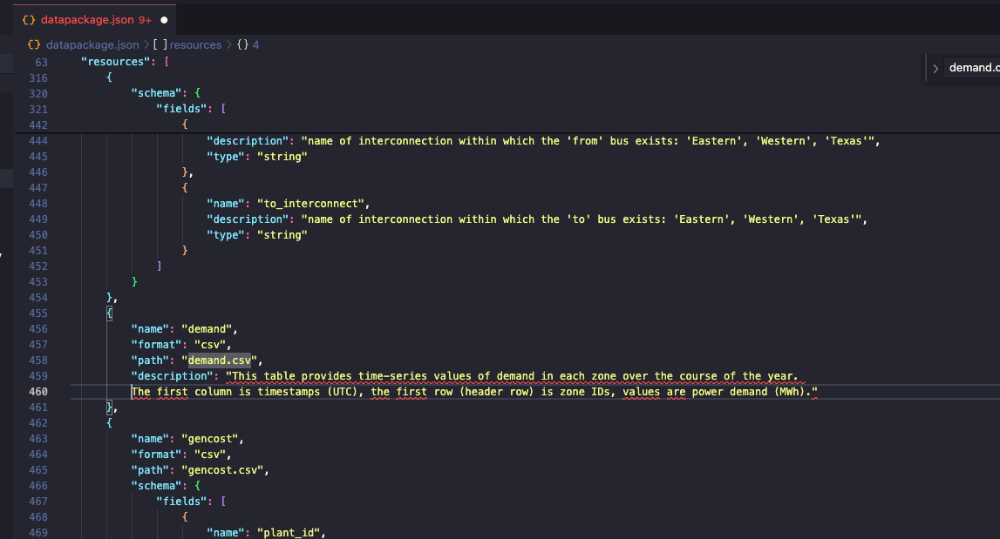 {} datapackage.json 9+ ●
{} datapackage.json > [ ] resources > {} 4
demand.c
63 "resources": [
316 {
320 "schema": {
321 "fields": [
442 {
444 "description": "name of interconnection within which the 'from' bus exists: 'Eastern', 'Western', 'Texas'",
445 "type": "string"
446 },
447 {
448 "name": "to_interconnect",
449 "description": "name of interconnection within which the 'to' bus exists: 'Eastern', 'Western', 'Texas'",
450 "type": "string"
451 }
452 ]
453 }
454 },
455 {
456 "name": "demand",
457 "format": "csv",
458 "path": "demand.csv",
459 "description": "This table provides time-series values of demand in each zone over the course of the year.
460 The first column is timestamps (UTC), the first row (header row) is zone IDs, values are power demand (MWh)."
461 },
462 {
463 "name": "gencost",
464 "format": "csv",
465 "path": "gencost.csv",
466 "schema": {
467 "fields": [
468 {
469 "name": "plant_id",